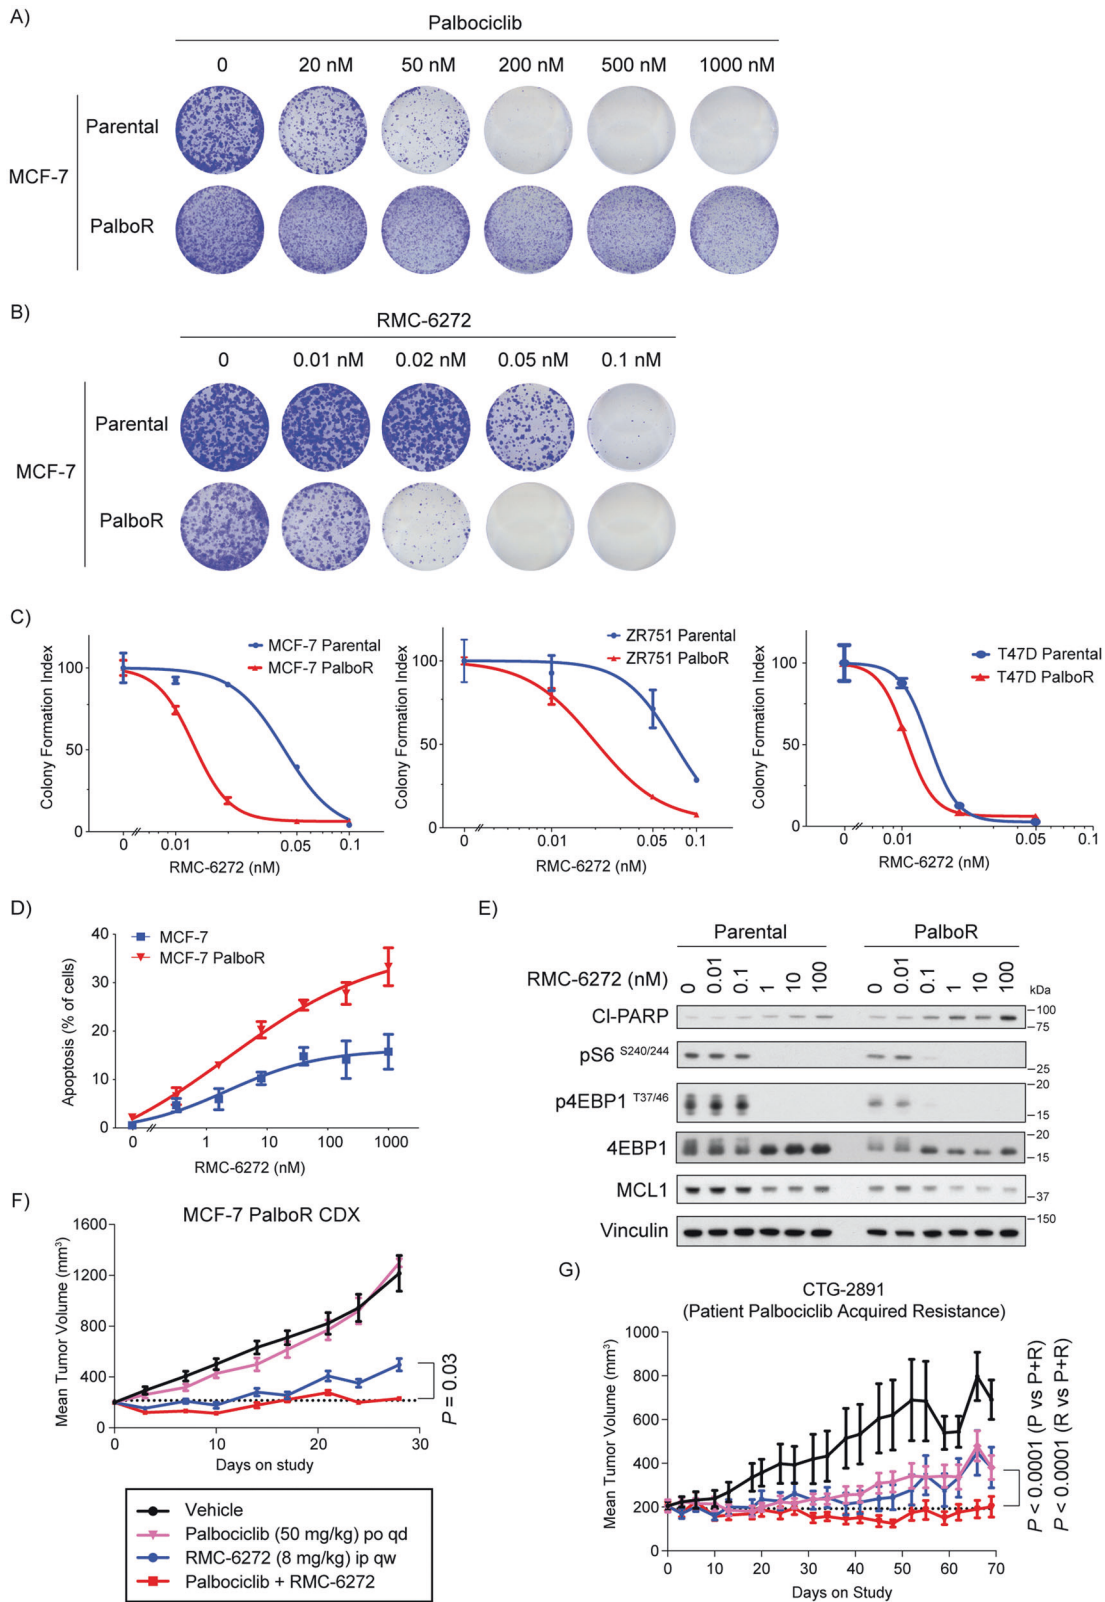 A)
Palbociclib
0 20 nM 50 nM 200 nM 500 nM 1000 nM
Parental
MCF-7
PalboR
B)
RMC-6272
0 0.01 nM 0.02 nM 0.05 nM 0.1 nM
Parental
MCF-7
PalboR
C)
Colony Formation Index
100
50
0
MCF-7 Parental
MCF-7 PalboR
0 0.01 0.05 0.1
RMC-6272 (nM)
Colony Formation Index
100
50
0
ZR751 Parental
ZR751 PalboR
0 0.01 0.05 0.1
RMC-6272 (nM)
Colony Formation Index
100
50
0
T47D Parental
T47D PalboR
0 0.01 0.05 0.1
RMC-6272 (nM)
D)
Apoptosis (% of cells)
40
30
20
10
0
MCF-7
MCF-7 PalboR
0 1 10 100 1000
RMC-6272 (nM)
E)
Parental PalboR
RMC-6272 (nM) 0 0.01 0.1 1 10 100 0 0.01 0.1 1 10 100 kDa
Cl-PARP 100 75
pS6 S240/244 25
p4EBP1 T37/46 20 15
4EBP1 20 15
MCL1 37
Vinculin 150
F)
MCF-7 PalboR CDX
Mean Tumor Volume (mm³)
1600
1200
800
400
0
0 10 20 30
Days on study
P = 0.03
Vehicle
Palbociclib (50 mg/kg) po qd
RMC-6272 (8 mg/kg) ip qw
Palbociclib + RMC-6272
G)
CTG-2891
(Patient Palbociclib Acquired Resistance)
Mean Tumor Volume (mm³)
1000
800
600
400
200
0
0 10 20 30 40 50 60 70
Days on Study
P < 0.0001 (P vs P+R)
P < 0.0001 (R vs P+R)